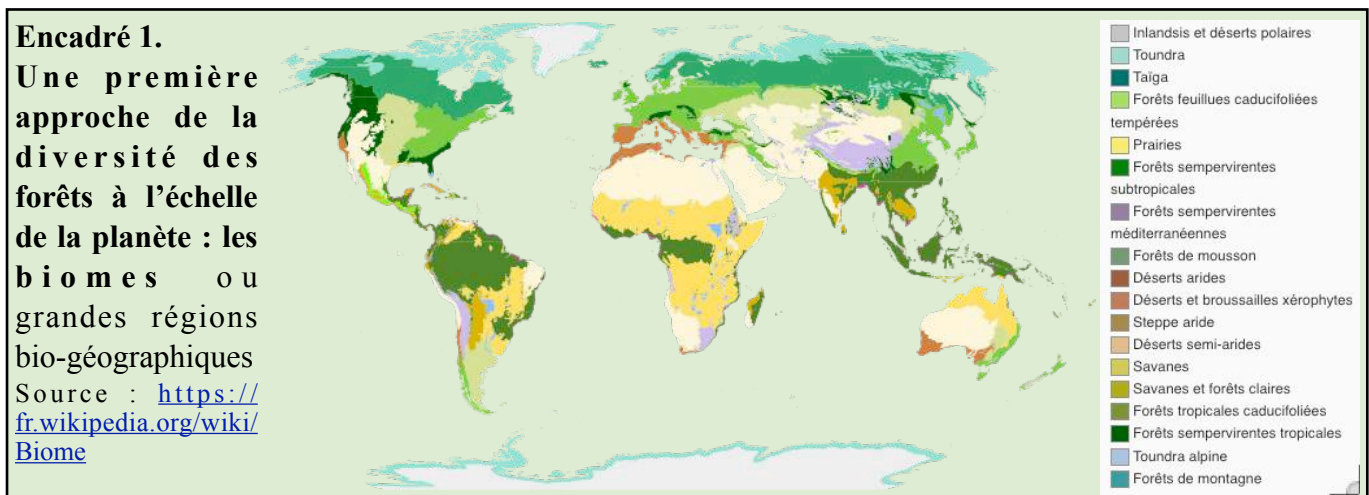 Encadré 1.
Une première
approche de la
diversité des
forêts à l’échelle
de la planète : les
biomes ou
grandes régions
bio-géographiques
Source : https://
fr.wikipedia.org/wiki/
Biome
Inlandsis et déserts polaires
Toundra
Taïga
Forêts feuillues caducifoliées
tempérées
Prairies
Forêts sempervirentes
subtropicales
Forêts sempervirentes
méditerranéennes
Forêts de mousson
Déserts arides
Déserts et broussailles xérophytes
Steppe aride
Déserts semi-arides
Savanes
Savanes et forêts claires
Forêts tropicales caducifoliées
Forêts sempervirentes tropicales
Toundra alpine
Forêts de montagne